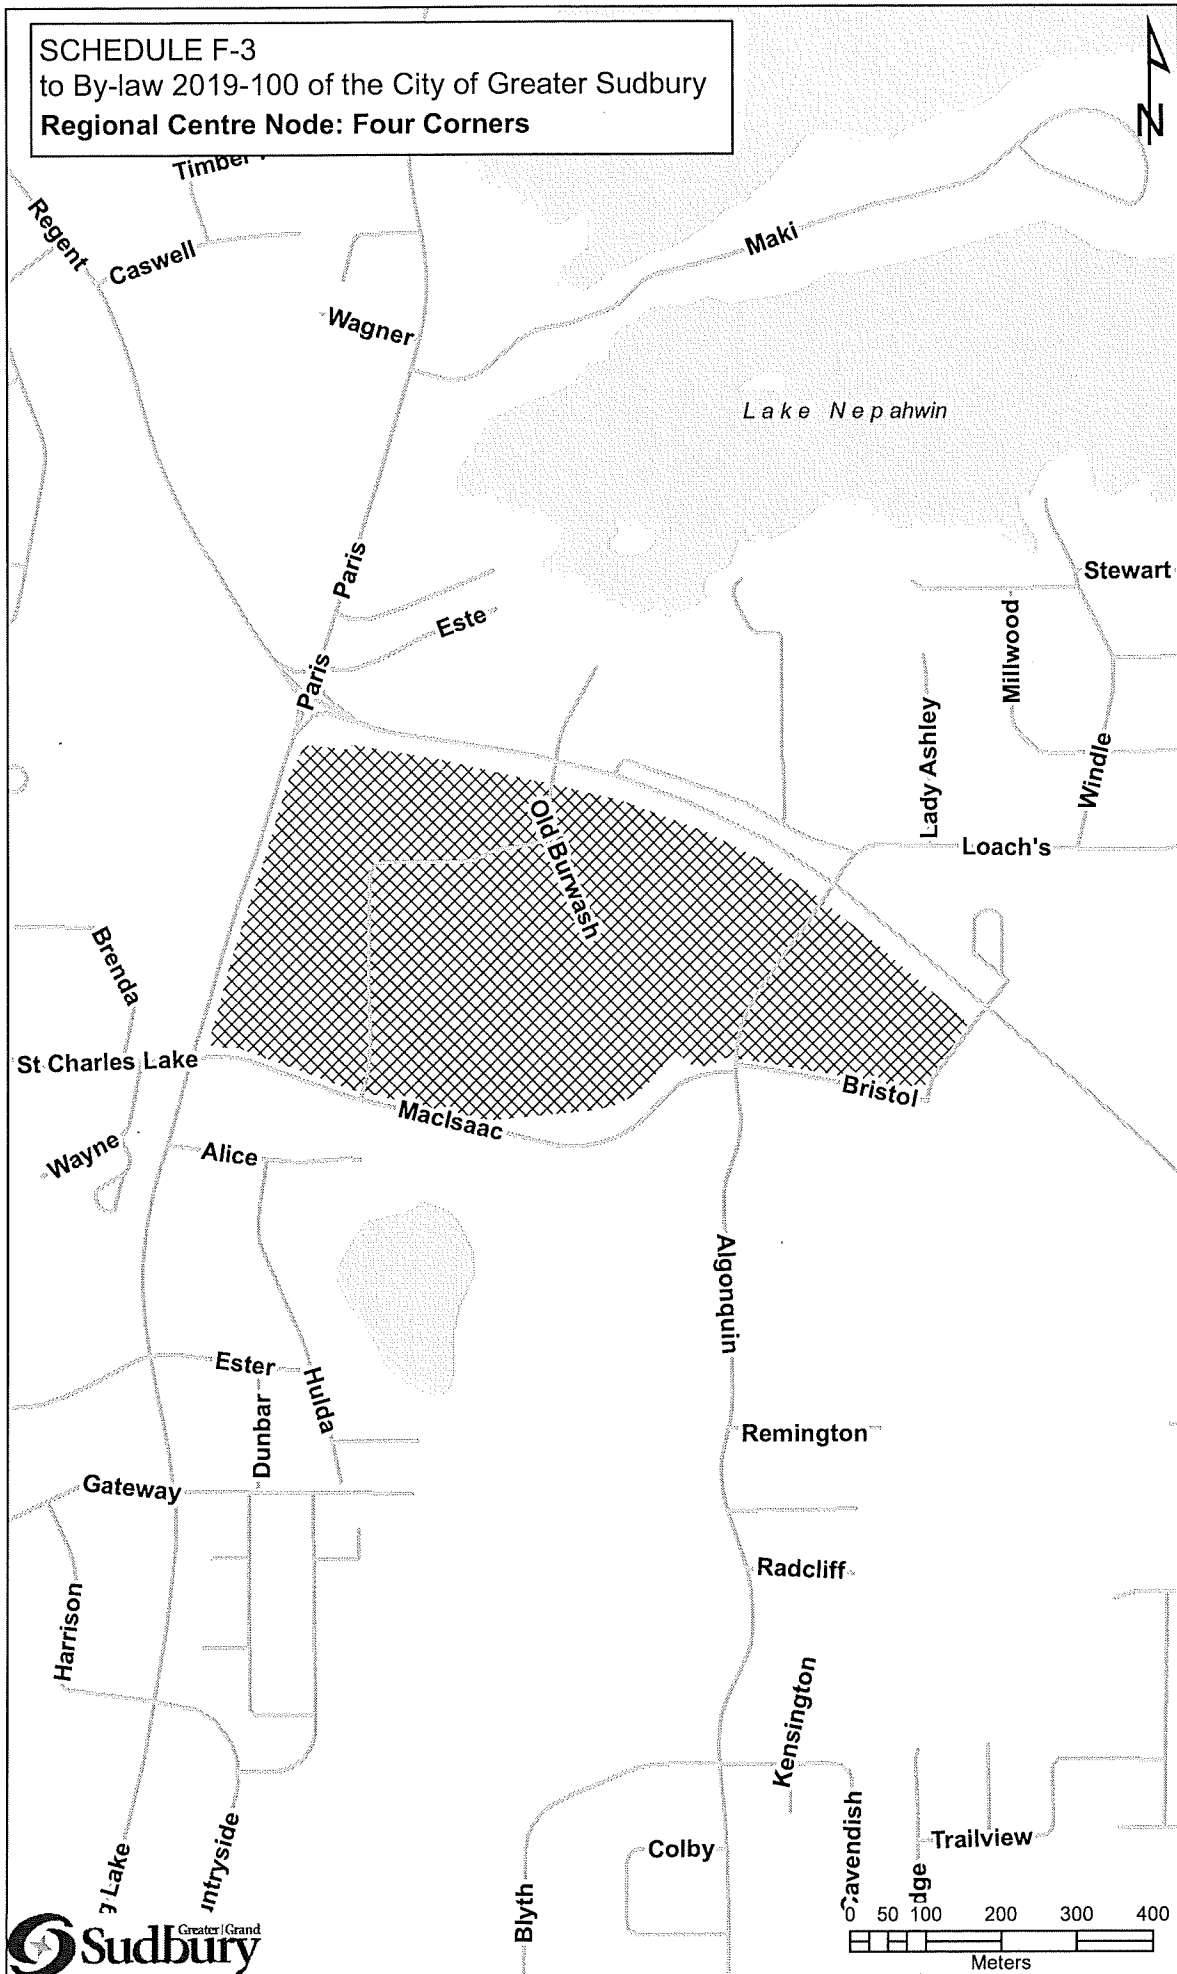 SCHEDULE F-3
to By-law 2019-100 of the City of Greater Sudbury
Regional Centre Node: Four Corners
N
Timber
Regent
Caswell
Maki
Wagner
Lake Nepahwin
Paris
Stewart
Este
Millwood
Paris
Lady Ashley
Windle
Old Burwash
Loach's
Brenda
St Charles Lake
Bristol
MacIsaac
Wayne
Alice
Algonquin
Ester
Hulda
Dunbar
Remington
Gateway
Radcliff
Harrison
Kensington
Cavendish
Trailview
Colby
g Lake
ntryside
Blyth
dge
Greater | Grand
Sudbury
0 50 100 200 300 400
Meters